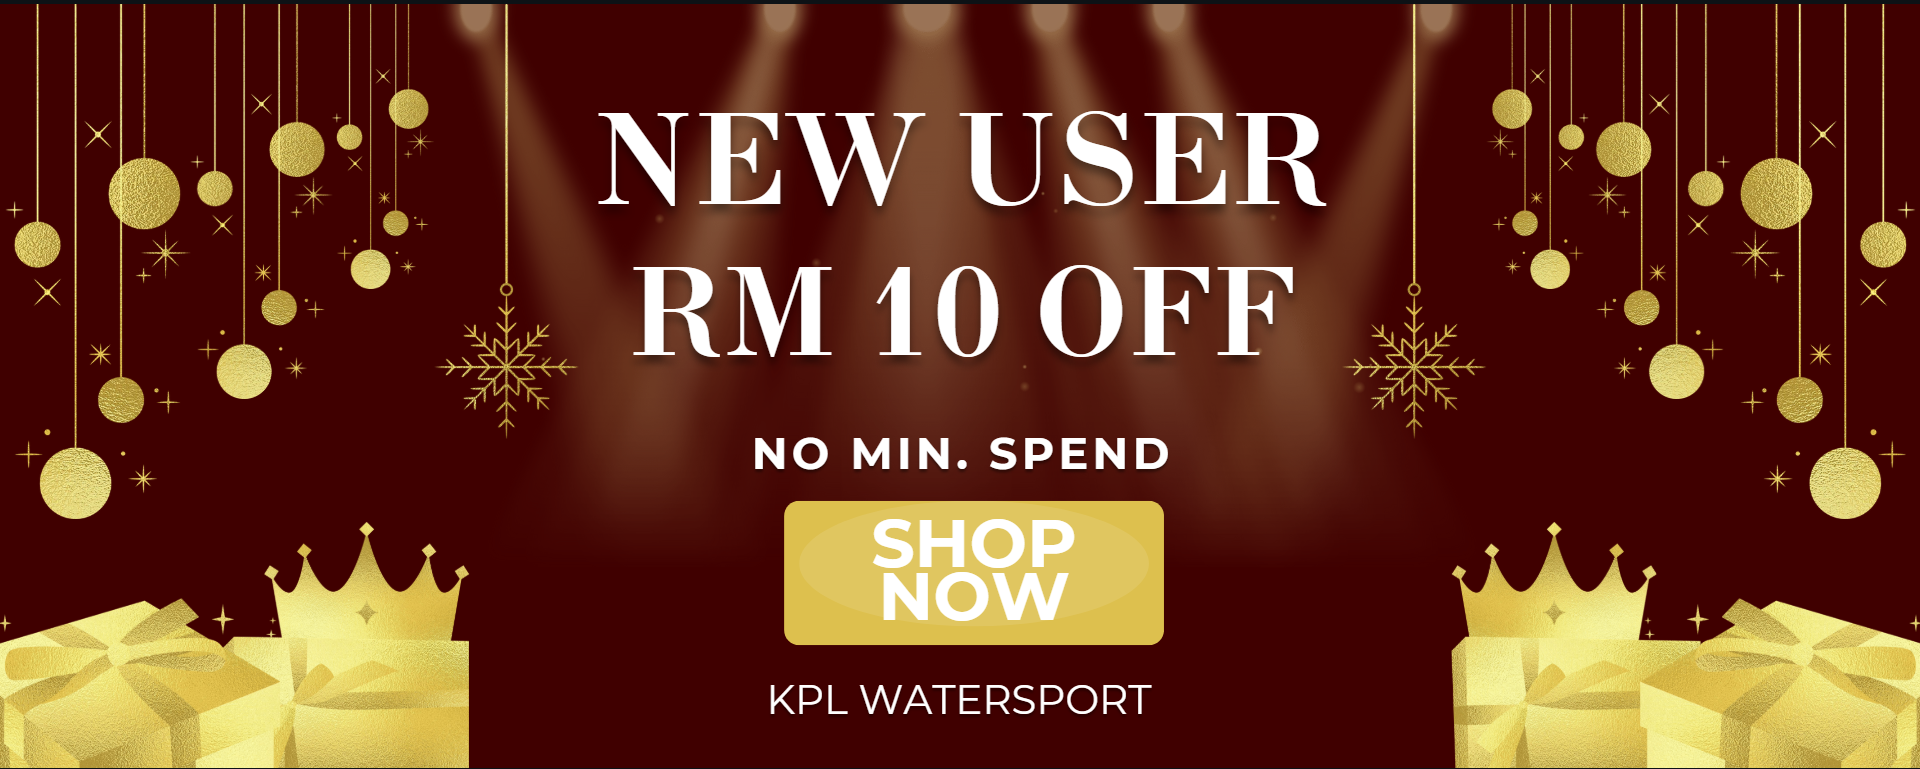 NEW USER
RM 10 OFF
NO MIN. SPEND
SHOP
NOW
KPL WATERSPORT